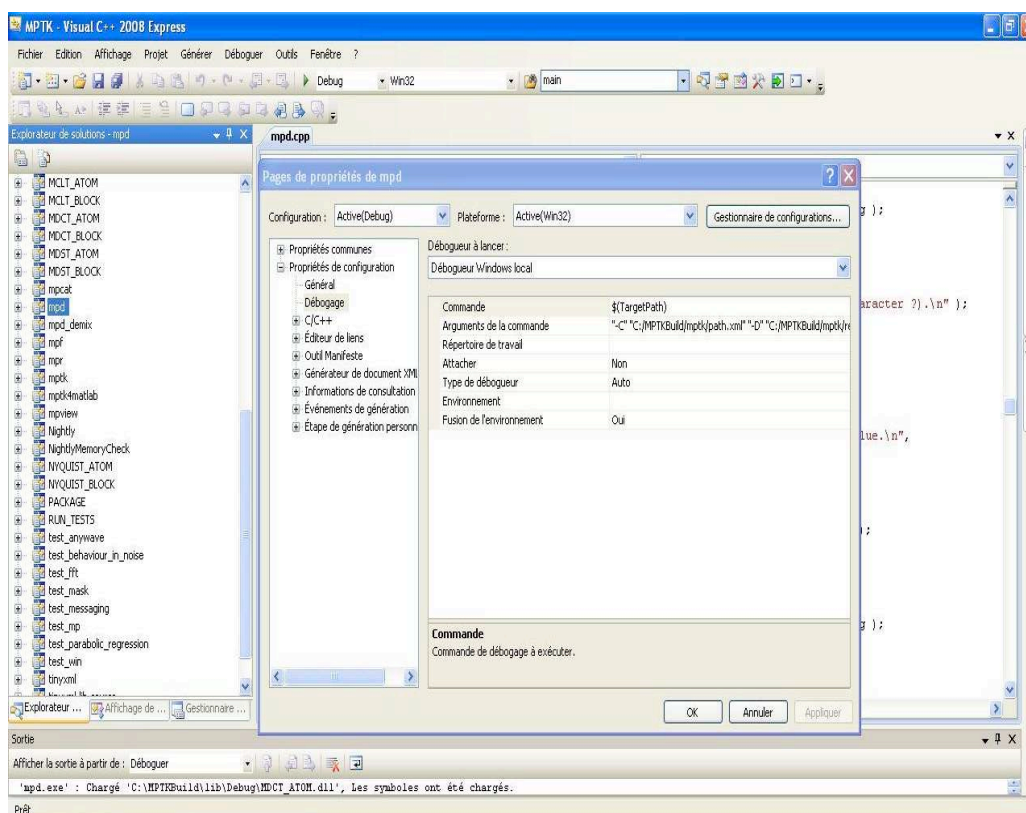 MPTK - Visual C++ 2008 Express
Fichier Edition Affichage Projet Générer Déboguer Outils Fenêtre ?
Debug Win32 main
Explorateur de solutions - mpd
mpd.cpp
MCLT_ATOM
MCLT_BLOCK
MDCT_ATOM
MDCT_BLOCK
MDST_ATOM
MDST_BLOCK
mpcat
mpd
mpd_demix
mpf
mpr
mptk
mptk4matlab
mpview
Nightly
NightlyMemoryCheck
NYQUIST_ATOM
NYQUIST_BLOCK
PACKAGE
RUN_TESTS
test_anywave
test_behaviour_in_noise
test_fft
test_mask
test_messaging
test_mp
test_parabolic_regression
test_win
tinyxml
Explorateur ... Affichage de ... Gestionnaire ...
Pages de propriétés de mpd
Configuration : Active(Debug) Plateforme : Active(Win32) Gestionnaire de configurations...
Propriétés communes
Propriétés de configuration
Général
Débogage
C/C++
Éditeur de liens
Outil Manifeste
Générateur de document XML
Informations de consultation
Événements de génération
Étape de génération personn
Débogueur à lancer :
Débogueur Windows local
Commande $(TargetPath)
Arguments de la commande "-C" "C:/MPTKBuild/mptk/path.xml" "-D" "C:/MPTKBuild/mptk/re
Répertoire de travail
Attacher Non
Type de débogueur Auto
Environnement
Fusion de l'environnement Oui
Commande
Commande de débogage à exécuter.
OK Annuler Appliquer
g );
aracter ?).\n" );
lue.\n",
);
g );
Sortie
Afficher la sortie à partir de : Déboguer
'mpd.exe' : Chargé 'C:\MPTKBuild\lib\Debug\MDCT_ATOM.dll', Les symboles ont été chargés.
Prêt